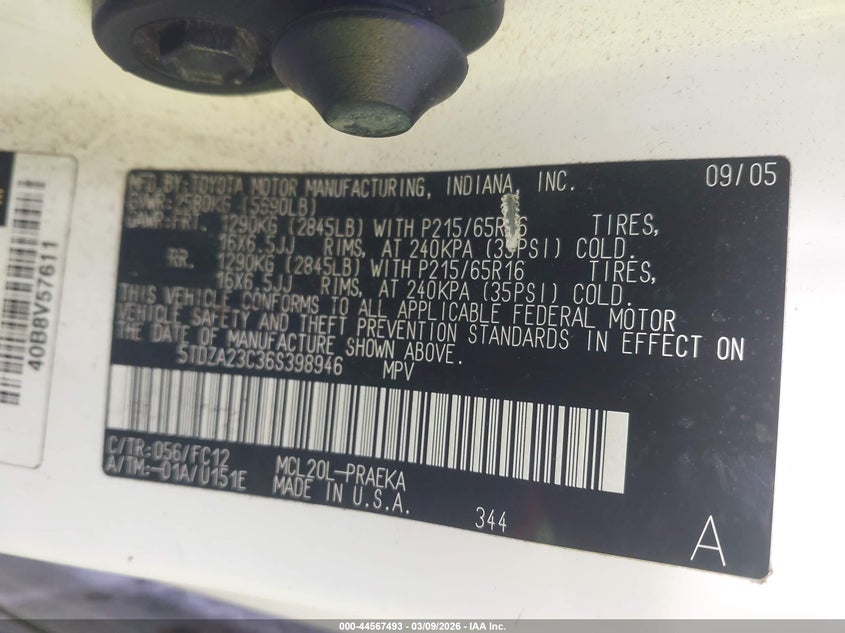 MFD.BY:TOYOTA MOTOR MANUFACTURING, INDIANA, INC. 09/05
GVWR:2580KG (5690LB)
GAWR:FRT. 1290KG (2845LB) WITH P215/65R16 TIRES,
16X6.5JJ RIMS, AT 240KPA (35PSI) COLD.
RR. 1290KG (2845LB) WITH P215/65R16 TIRES,
16X6.5JJ RIMS, AT 240KPA (35PSI) COLD.
THIS VEHICLE CONFORMS TO ALL APPLICABLE FEDERAL MOTOR
VEHICLE SAFETY AND THEFT PREVENTION STANDARDS IN EFFECT ON
THE DATE OF MANUFACTURE SHOWN ABOVE.
5TDZA23C36S398946 MPV
C/TR:056/FC12
A/TM:-01A/U151E
MCL20L-PRAEKA
MADE IN U.S.A.
344
A
40B8V57611
000-44567493 - 03/09/2026 - IAA Inc.